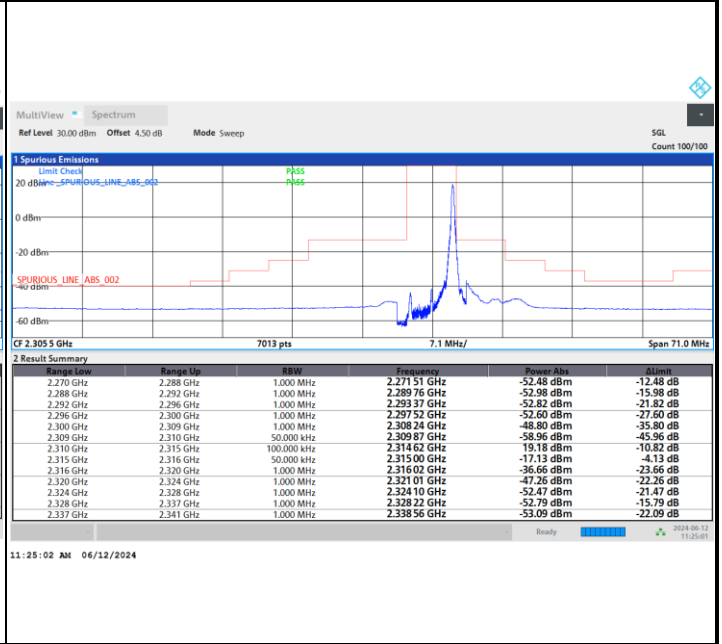 MultiView Spectrum
Ref Level 30.00 dBm Offset 4.50 dB Mode Sweep SGL
Count 100/100
1 Spurious Emissions
Limit Check PASS
20 dBm Line _SPURIOUS_LINE_ABS_002 PASS
0 dBm
-20 dBm
_SPURIOUS_LINE_ABS_002
-40 dBm
-60 dBm
CF 2.305 5 GHz 7013 pts 7.1 MHz/ Span 71.0 MHz
2 Result Summary
Range Low Range Up RBW Frequency Power Abs ΔLimit
2.270 GHz 2.288 GHz 1.000 MHz 2.271 51 GHz -52.48 dBm -12.48 dB
2.288 GHz 2.292 GHz 1.000 MHz 2.289 76 GHz -52.98 dBm -15.98 dB
2.292 GHz 2.296 GHz 1.000 MHz 2.293 37 GHz -52.82 dBm -21.82 dB
2.296 GHz 2.300 GHz 1.000 MHz 2.297 52 GHz -52.60 dBm -27.60 dB
2.300 GHz 2.309 GHz 1.000 MHz 2.308 24 GHz -48.80 dBm -35.80 dB
2.309 GHz 2.310 GHz 50.000 kHz 2.309 87 GHz -58.96 dBm -45.96 dB
2.310 GHz 2.315 GHz 100.000 kHz 2.314 62 GHz 19.18 dBm -10.82 dB
2.315 GHz 2.316 GHz 50.000 kHz 2.315 00 GHz -17.13 dBm -4.13 dB
2.316 GHz 2.320 GHz 1.000 MHz 2.316 02 GHz -36.66 dBm -23.66 dB
2.320 GHz 2.324 GHz 1.000 MHz 2.321 01 GHz -47.26 dBm -22.26 dB
2.324 GHz 2.328 GHz 1.000 MHz 2.324 10 GHz -52.47 dBm -21.47 dB
2.328 GHz 2.337 GHz 1.000 MHz 2.328 22 GHz -52.79 dBm -15.79 dB
2.337 GHz 2.341 GHz 1.000 MHz 2.338 56 GHz -53.09 dBm -22.09 dB
Ready 2024-06-12
11:25:01
11:25:02 AM 06/12/2024